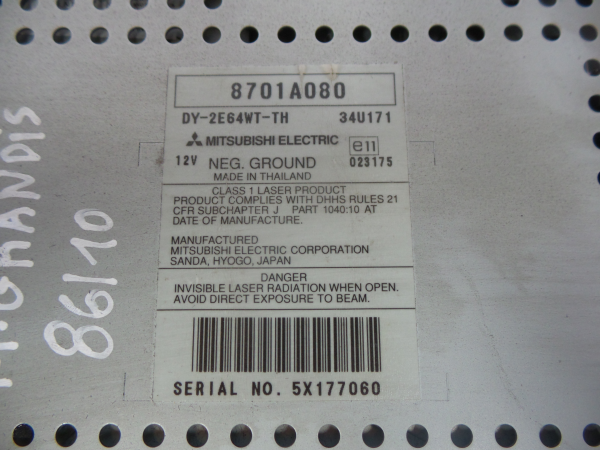 8701A080
DY-2E64WT-TH 34U171
MITSUBISHI ELECTRIC e11
12V NEG. GROUND 023175
MADE IN THAILAND
CLASS 1 LASER PRODUCT
PRODUCT COMPLIES WITH DHHS RULES 21
CFR SUBCHAPTER J PART 1040:10 AT
DATE OF MANUFACTURE.
MANUFACTURED
MITSUBISHI ELECTRIC CORPORATION
SANDA, HYOGO, JAPAN
DANGER
INVISIBLE LASER RADIATION WHEN OPEN.
AVOID DIRECT EXPOSURE TO BEAM.
SERIAL NO. 5X177060
M.GRANDiS
86/10